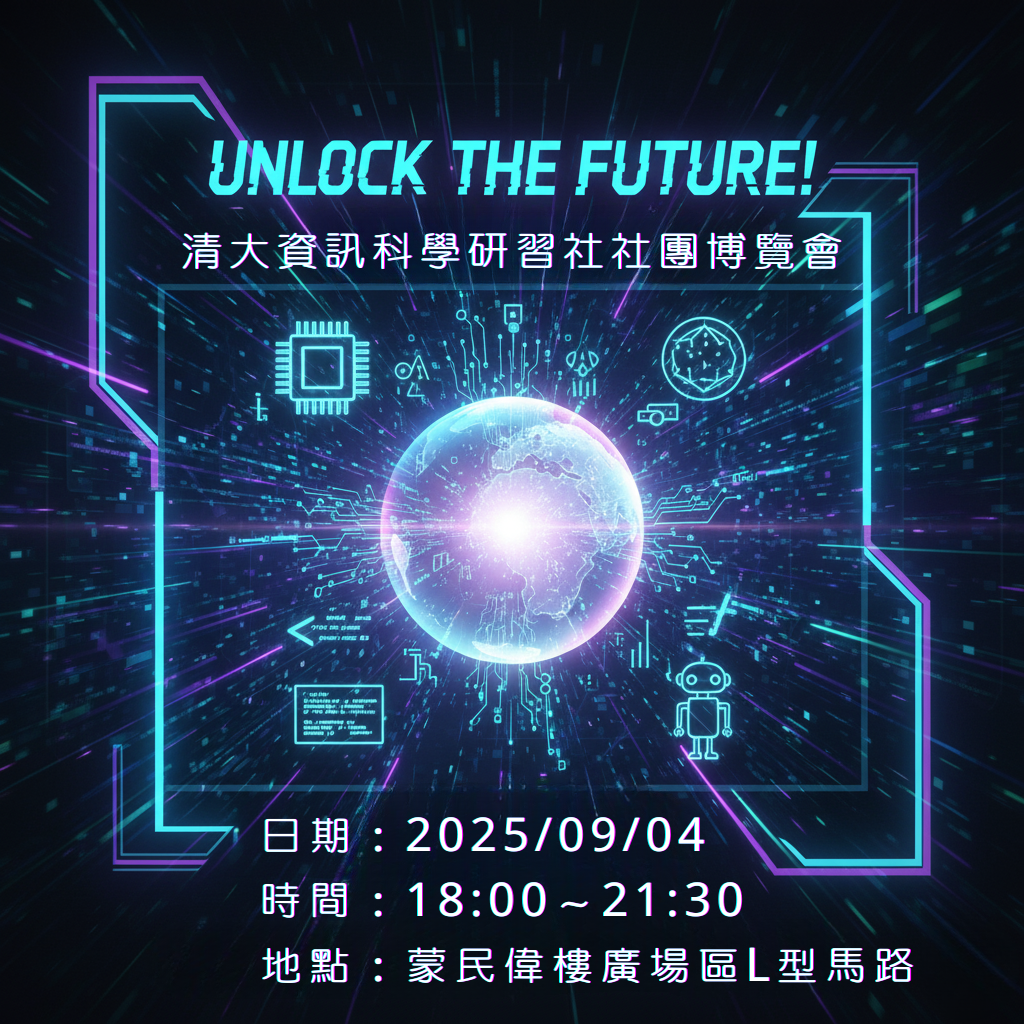 UNLOCK THE FUTURE!
清大資訊科學研習社社團博覽會
日期：2025/09/04
時間：18:00～21:30
地點：蒙民偉樓廣場區L型馬路